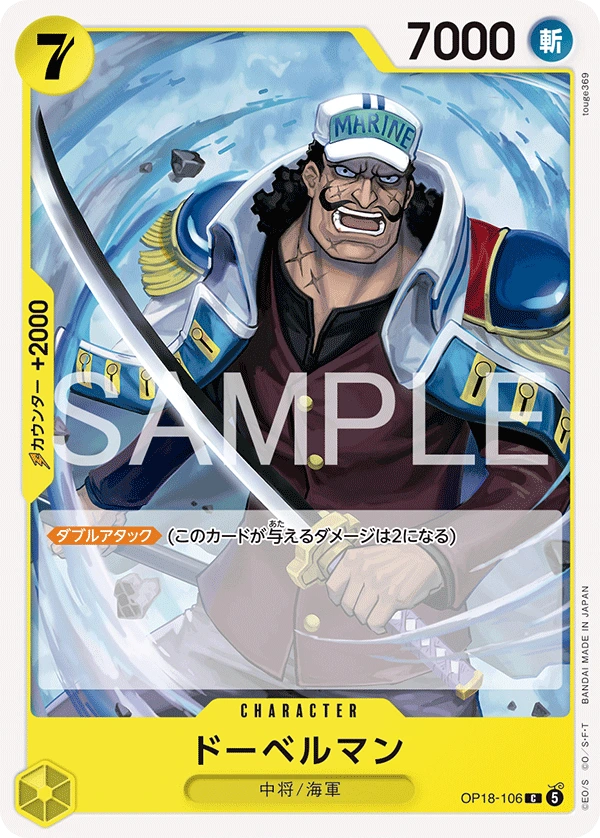 7
7000 斬
touge369
MARINE
カウンター +2000
SAMPLE
ダブルアタック (このカードが与えるダメージは2になる)
あた
CHARACTER
ドーベルマン
中将/海軍
OP18-106 C 5
©E.O/S ©O/S・F・T BANDAI MADE IN JAPAN